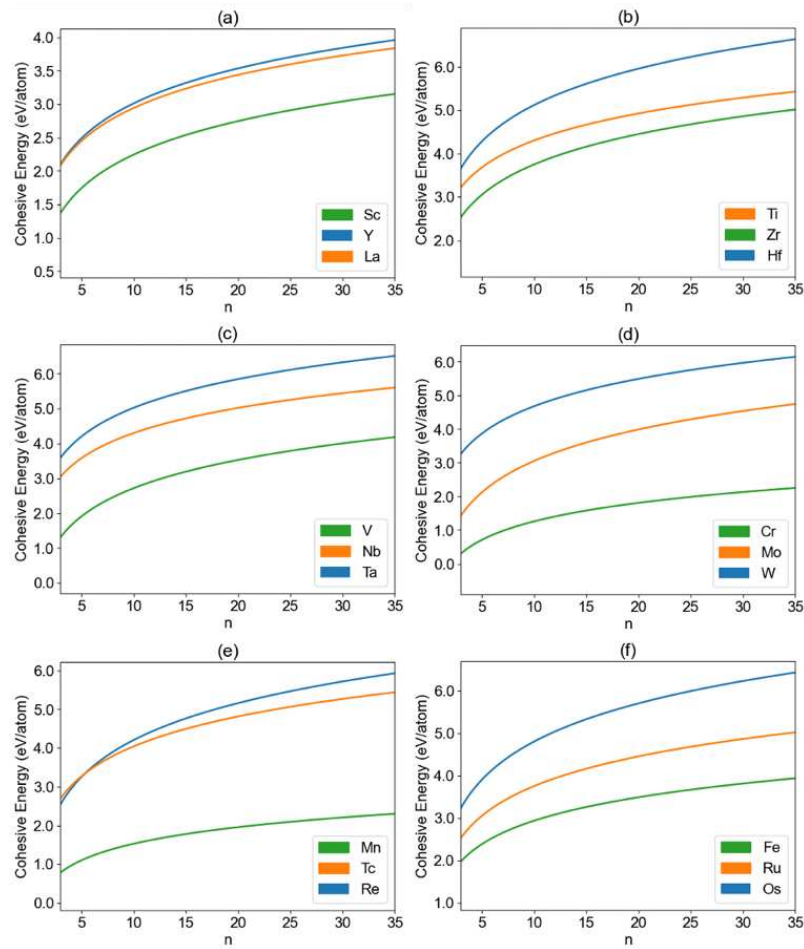 (a)
Cohesive Energy (eV/atom)
4.0
3.5
3.0
2.5
2.0
1.5
1.0
0.5
5 10 15 20 25 30 35
n
Sc
Y
La
(b)
Cohesive Energy (eV/atom)
6.0
5.0
4.0
3.0
2.0
5 10 15 20 25 30 35
n
Ti
Zr
Hf
(c)
Cohesive Energy (eV/atom)
6.0
5.0
4.0
3.0
2.0
1.0
0.0
5 10 15 20 25 30 35
n
V
Nb
Ta
(d)
Cohesive Energy (eV/atom)
6.0
5.0
4.0
3.0
2.0
1.0
0.0
5 10 15 20 25 30 35
n
Cr
Mo
W
(e)
Cohesive Energy (eV/atom)
6.0
5.0
4.0
3.0
2.0
1.0
0.0
5 10 15 20 25 30 35
n
Mn
Tc
Re
(f)
Cohesive Energy (eV/atom)
6.0
5.0
4.0
3.0
2.0
1.0
5 10 15 20 25 30 35
n
Fe
Ru
Os